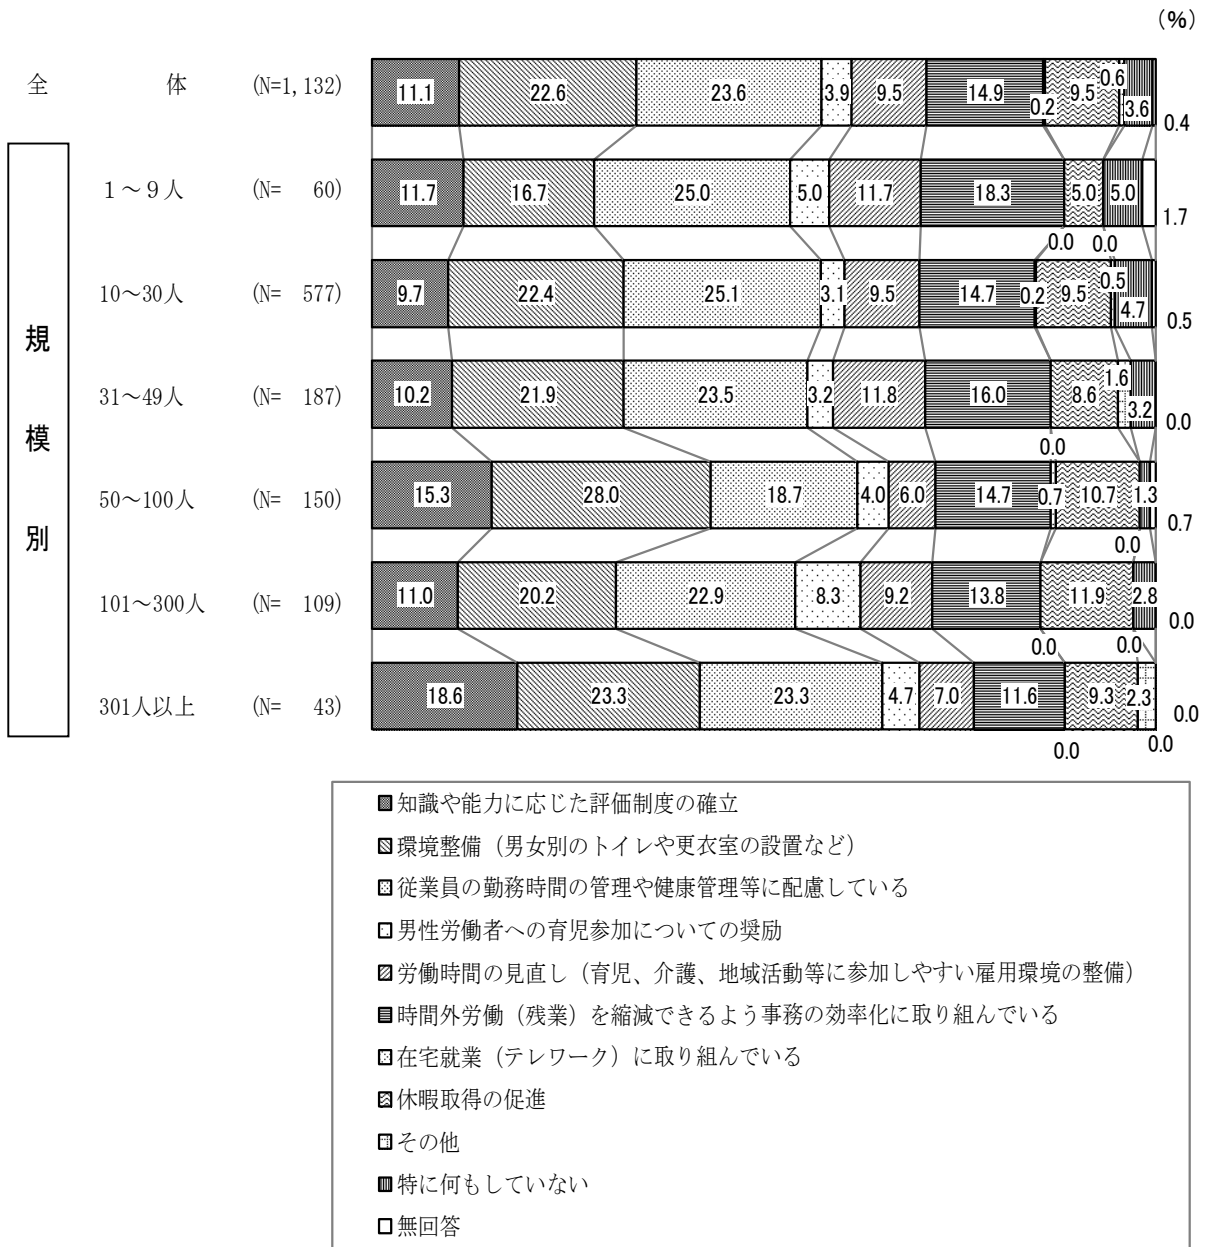 (%)
全 体 (N=1,132) 11.1 22.6 23.6 3.9 9.5 14.9 0.2 9.5 0.6 3.6 0.4
規模別
1～9人 (N= 60) 11.7 16.7 25.0 5.0 11.7 18.3 0.0 5.0 0.0 5.0 1.7
10～30人 (N= 577) 9.7 22.4 25.1 3.1 9.5 14.7 0.2 9.5 0.5 4.7 0.5
31～49人 (N= 187) 10.2 21.9 23.5 3.2 11.8 16.0 0.0 8.6 1.6 3.2 0.0
50～100人 (N= 150) 15.3 28.0 18.7 4.0 6.0 14.7 0.7 10.7 0.0 1.3 0.7
101～300人 (N= 109) 11.0 20.2 22.9 8.3 9.2 13.8 0.0 11.9 0.0 2.8 0.0
301人以上 (N= 43) 18.6 23.3 23.3 4.7 7.0 11.6 0.0 9.3 2.3 0.0 0.0
知識や能力に応じた評価制度の確立
環境整備（男女別のトイレや更衣室の設置など）
従業員の勤務時間の管理や健康管理等に配慮している
男性労働者への育児参加についての奨励
労働時間の見直し（育児、介護、地域活動等に参加しやすい雇用環境の整備）
時間外労働（残業）を縮減できるよう事務の効率化に取り組んでいる
在宅就業（テレワーク）に取り組んでいる
休暇取得の促進
その他
特に何もしていない
無回答